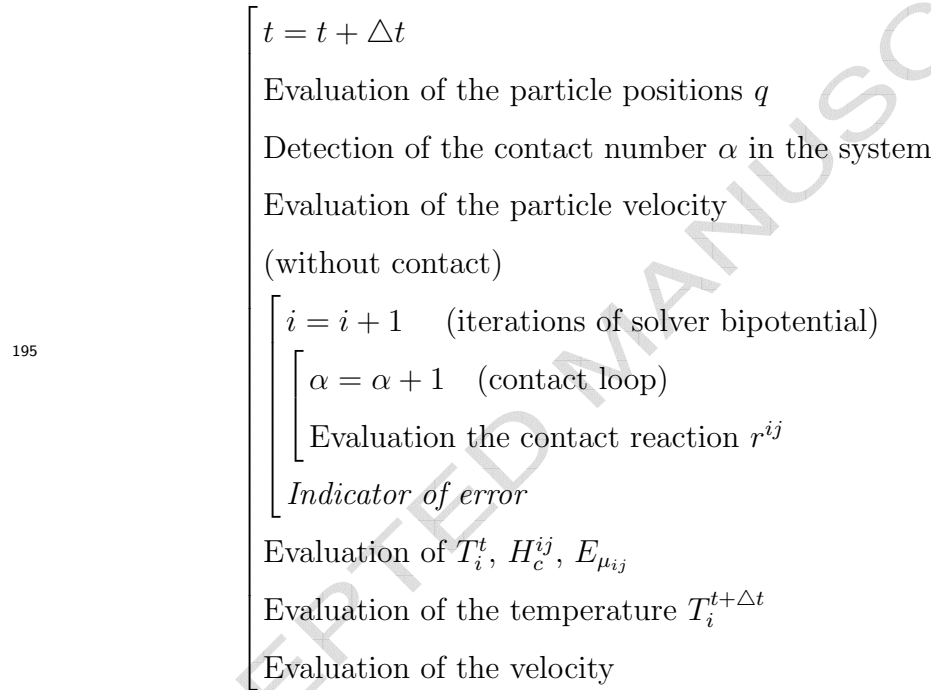 t = t + △t
Evaluation of the particle positions q
Detection of the contact number α in the system
Evaluation of the particle velocity
(without contact)
i = i + 1 (iterations of solver bipotential)
195
α = α + 1 (contact loop)
Evaluation the contact reaction r^{ij}
Indicator of error
Evaluation of T_i^t, H_c^{ij}, E_{μ_{ij}}
Evaluation of the temperature T_i^{t+△t}
Evaluation of the velocity
EPTED MANUSC